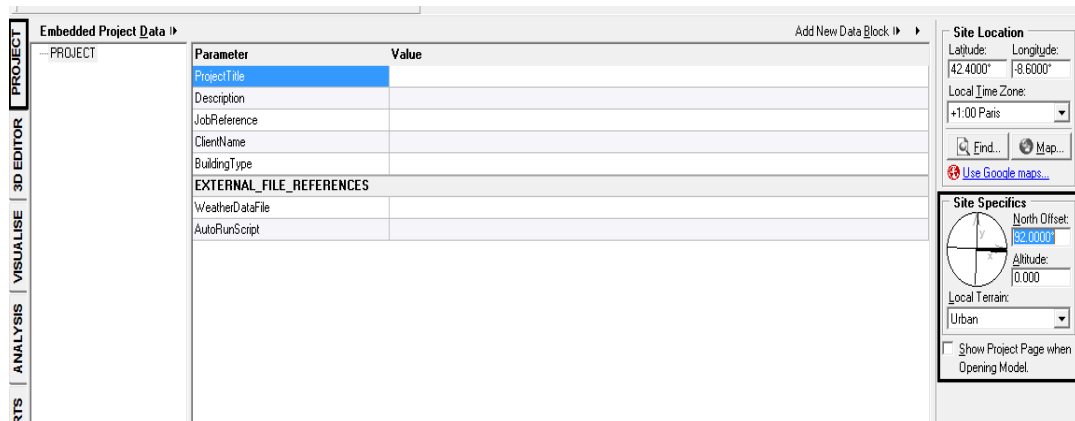 PROJECT
3D EDITOR
VISUALISE
ANALYSIS
RTS
Embedded Project Data
Add New Data Block
PROJECT
Parameter Value
ProjectTitle
Description
JobReference
ClientName
BuildingType
EXTERNAL_FILE_REFERENCES
WeatherDataFile
AutoRunScript
Site Location
Latitude: Longitude:
42.4000° -8.6000°
Local Time Zone:
+1:00 Paris
Find... Map...
Use Google maps...
Site Specifics
North Offset:
y
92.0000°
x
Altitude:
0.000
Local Terrain:
Urban
Show Project Page when
Opening Model.